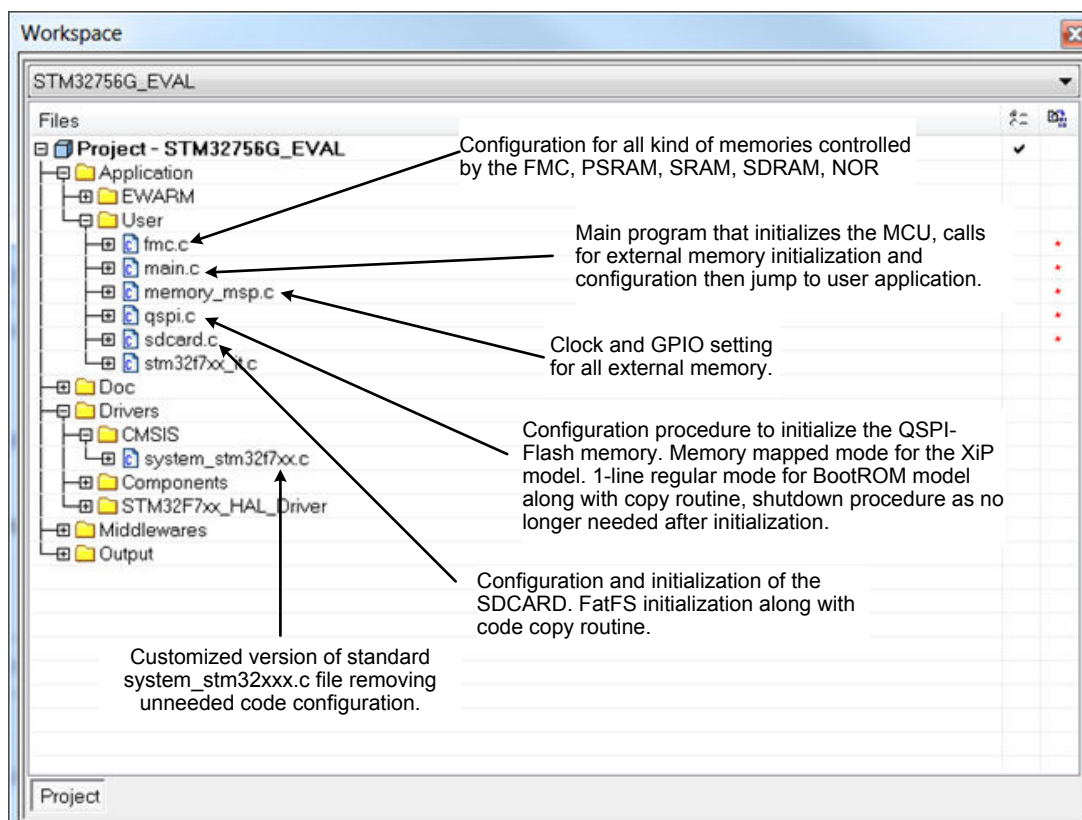 Workspace
STM32756G_EVAL
Files
Project - STM32756G_EVAL
Configuration for all kind of memories controlled
by the FMC, PSRAM, SRAM, SDRAM, NOR
Application
EWARM
User
fmc.c
Main program that initializes the MCU, calls
for external memory initialization and
configuration then jump to user application.
main.c
memory_msp.c
qspi.c
sdcard.c
Clock and GPIO setting
for all external memory.
stm32f7xx_it.c
Doc
Drivers
CMSIS
system_stm32f7xx.c
Configuration procedure to initialize the QSPI-
Flash memory. Memory mapped mode for the XiP
model. 1-line regular mode for BootROM model
along with copy routine, shutdown procedure as no
longer needed after initialization.
Components
STM32F7xx_HAL_Driver
Middlewares
Output
Configuration and initialization of the
SDCARD. FatFS initialization along with
code copy routine.
Customized version of standard
system_stm32xxx.c file removing
unneeded code configuration.
Project